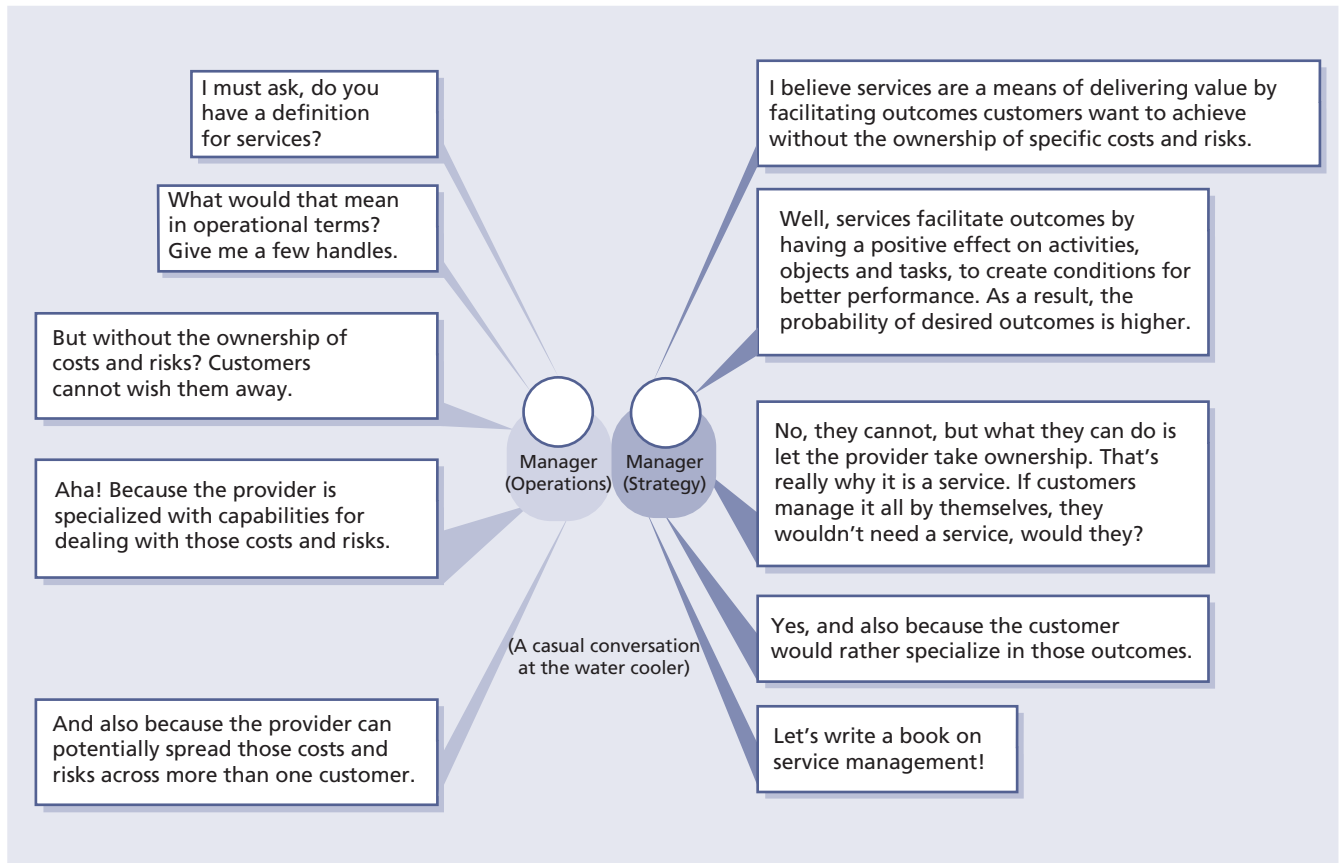 I must ask, do you
have a definition
for services?
I believe services are a means of delivering value by
facilitating outcomes customers want to achieve
without the ownership of specific costs and risks.
What would that mean
in operational terms?
Give me a few handles.
Well, services facilitate outcomes by
having a positive effect on activities,
objects and tasks, to create conditions for
better performance. As a result, the
probability of desired outcomes is higher.
But without the ownership of
costs and risks? Customers
cannot wish them away.
No, they cannot, but what they can do is
let the provider take ownership. That's
really why it is a service. If customers
manage it all by themselves, they
wouldn't need a service, would they?
Aha! Because the provider is
specialized with capabilities for
dealing with those costs and risks.
Yes, and also because the customer
would rather specialize in those outcomes.
And also because the provider can
potentially spread those costs and
risks across more than one customer.
Let's write a book on
service management!
Manager
(Operations)
Manager
(Strategy)
(A casual conversation
at the water cooler)